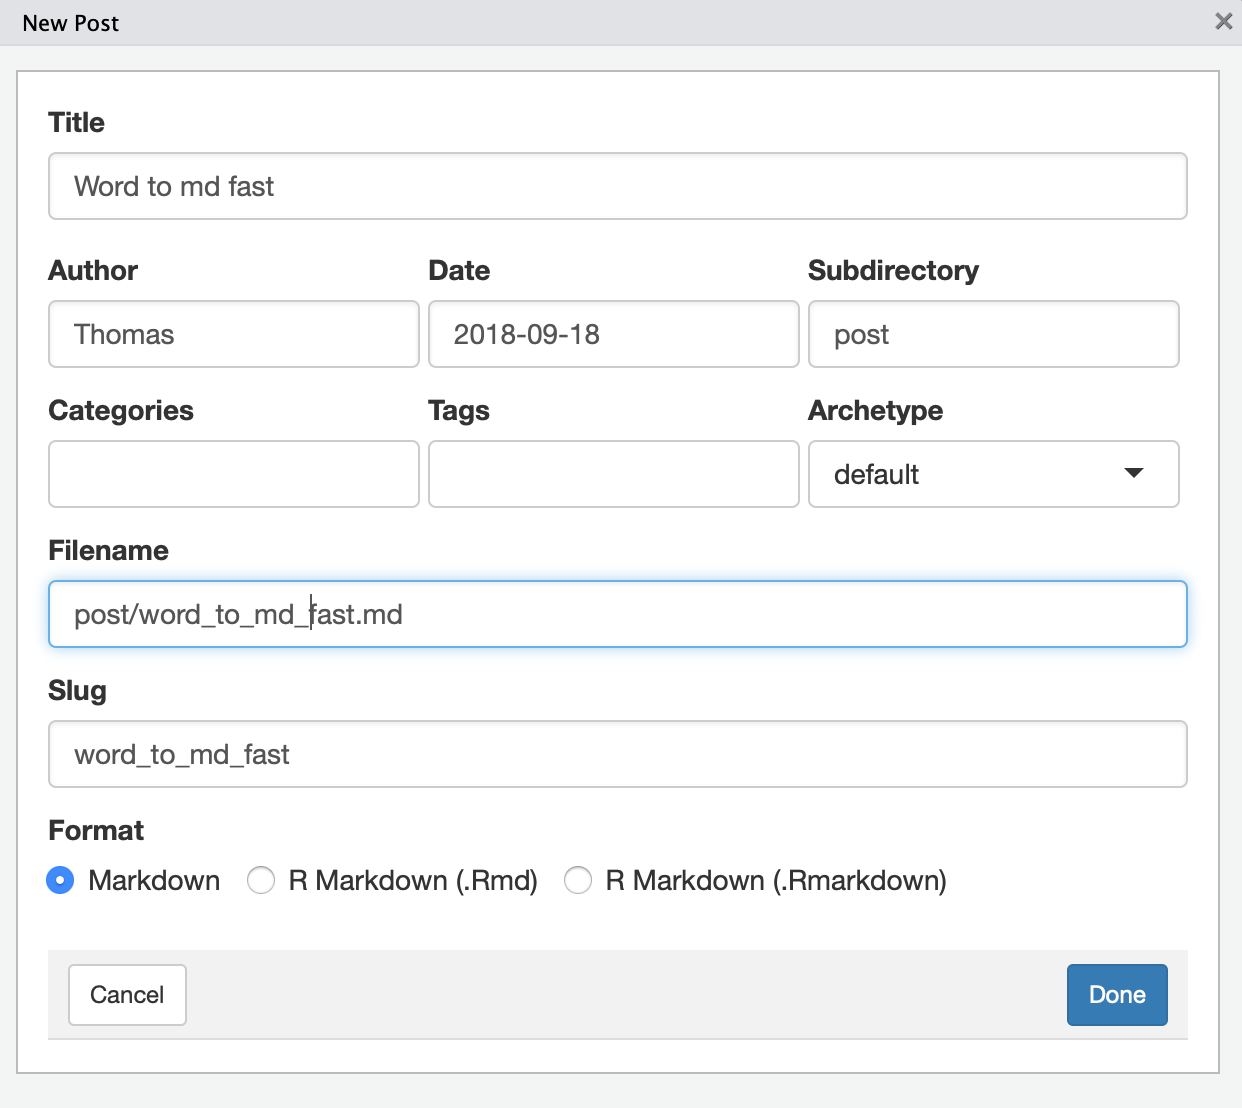 New Post
Title
Word to md fast
Author Date Subdirectory
Thomas 2018-09-18 post
Categories Tags Archetype
default
Filename
post/word_to_md_fast.md
Slug
word_to_md_fast
Format
Markdown R Markdown (.Rmd) R Markdown (.Rmarkdown)
Cancel Done